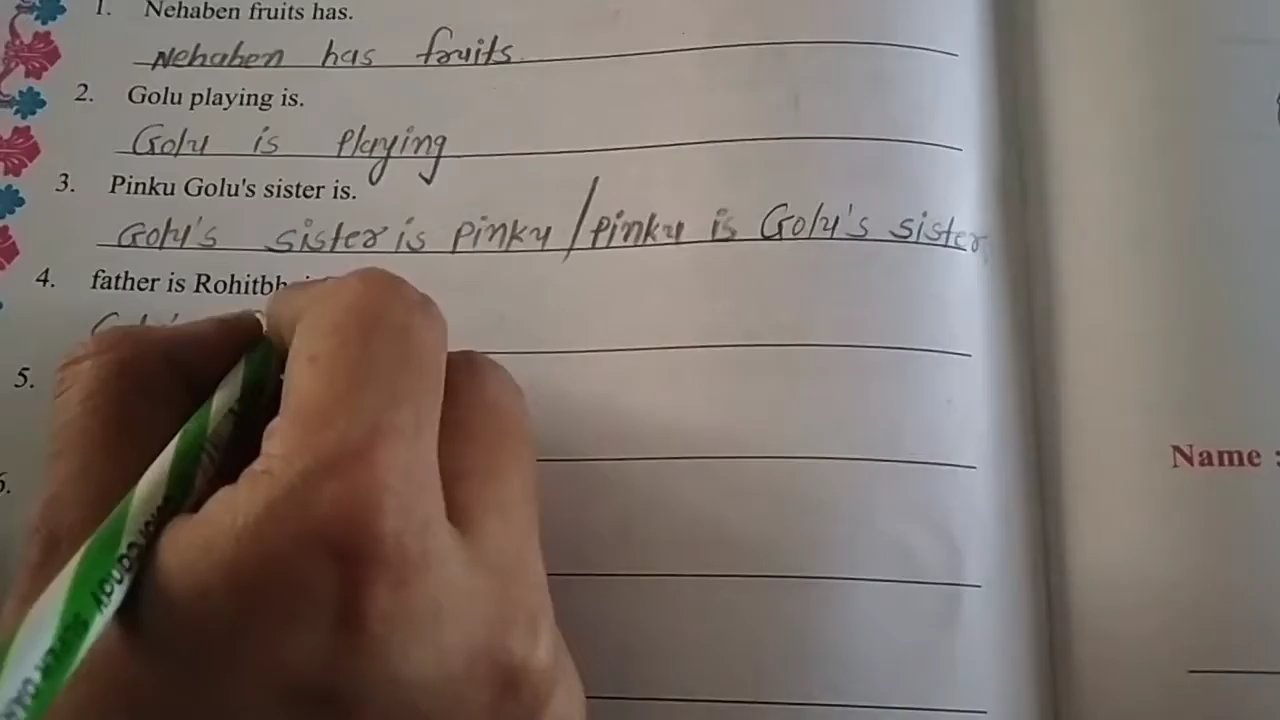 1. Nehaben fruits has.
Nehaben has fruits.
2. Golu playing is.
Golu is playing
3. Pinku Golu's sister is.
Golu's sister is pinky / pinky is Golu's sister
4. father is
5.
Name :